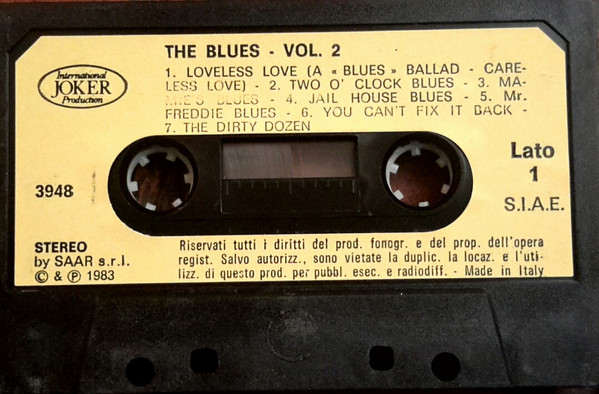 THE BLUES - VOL. 2
1. LOVELESS LOVE (A « BLUES » BALLAD - CARE-
LESS LOVE) - 2. TWO O' CLOCK BLUES - 3. MA-
MIE'S BLUES - 4. JAIL HOUSE BLUES - 5. Mr.
FREDDIE BLUES - 6. YOU CAN'T FIX IT BACK -
7. THE DIRTY DOZEN
International
JOKER
Production
3948
Lato
1
S.I.A.E.
STEREO
by SAAR s.r.l.
© & ℗ 1983
Riservati tutti i diritti del prod. fonogr. e del prop. dell'opera
regist. Salvo autorizz., sono vietate la duplic. la locaz. e l'uti-
lizz. di questo prod. per pubbl. esec. e radiodiff. - Made in Italy